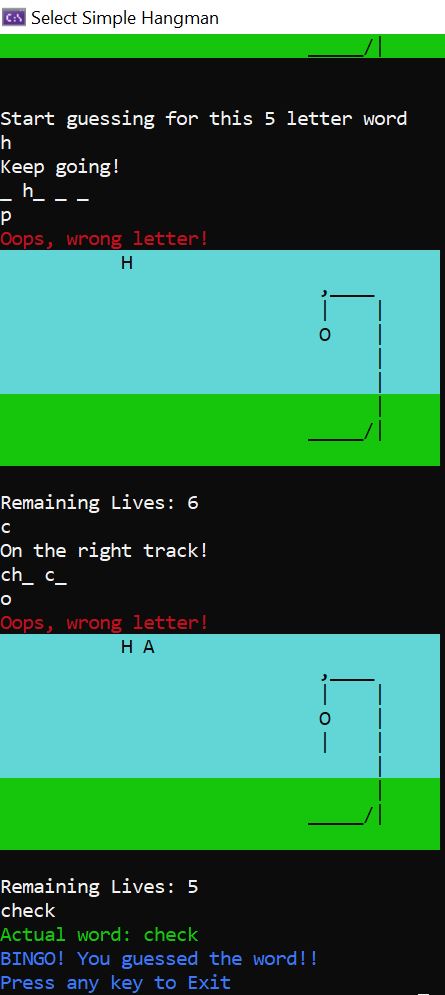 Select Simple Hangman
_____/|
Start guessing for this 5 letter word
h
Keep going!
_ h_ _ _
p
Oops, wrong letter!
H
,____
|    |
O    |
|
|
|
_____/|
Remaining Lives: 6
c
On the right track!
ch_ c_
o
Oops, wrong letter!
H A
,____
|    |
O    |
|    |
|
|
_____/|
Remaining Lives: 5
check
Actual word: check
BINGO! You guessed the word!!
Press any key to Exit